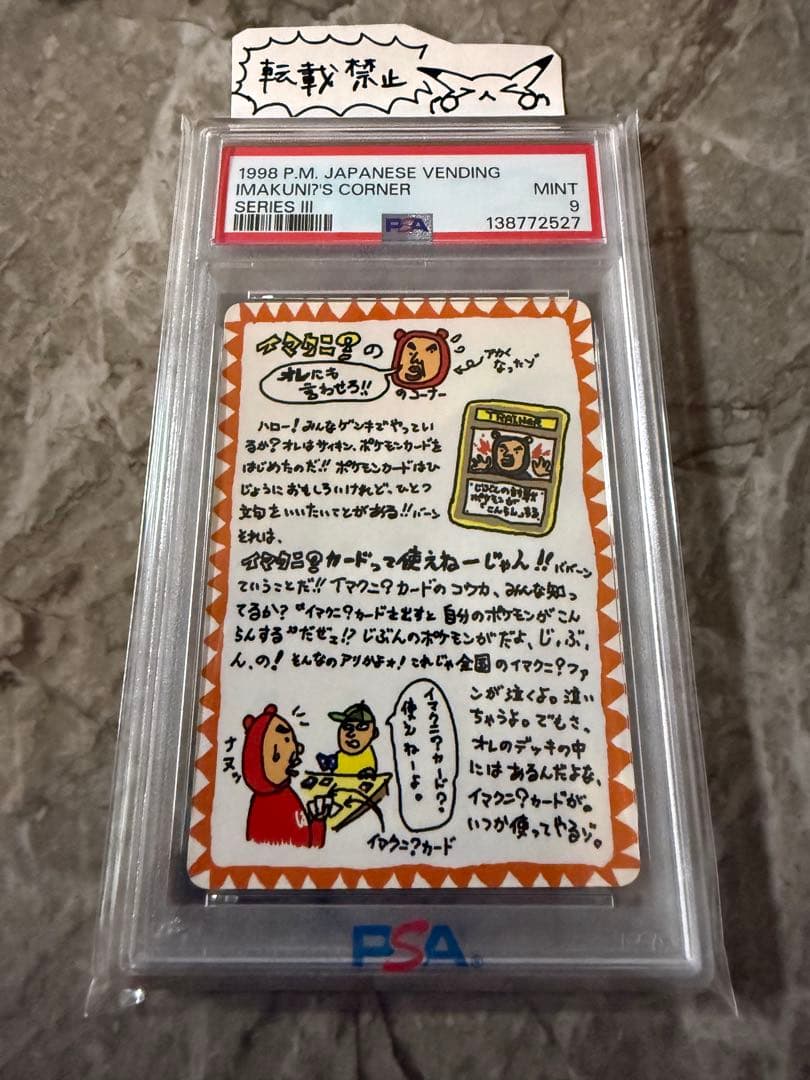 転載禁止
1998 P.M. JAPANESE VENDING
IMAKUNI?'S CORNER
MINT
SERIES III
9
PSA
138772527
イマクニ?の
オレにも
言わせろ!!
のコーナー
アカく
なったゾ
ハロー!みんなゲンキでやってい
るか?オレはサイキン、ポケモンカードを
はじめたのだ!!ポケモンカードはひ
じょうにおもしろいけれど、ひとつ
文句をいいたいことがある!!バーン
それは、
TRAINER
じぶんの
ポケモンが
こんらんする
イマクニ?カードって使えねーじゃん!!ババーン
ていうことだ!!イマクニ?カードのコウカ、みんな知っ
てるか?"イマクニ?カードを出すと自分のポケモンがこん
らんする"だぜェ!?じぶんのポケモンがだよ、じ,ぶ,
ん,の!そんなのアリかよォ!これじゃ全国のイマクニ?ファ
ンが泣くよ。泣い
ちゃうよ。でもさ、
オレのデッキの中
にはあるんだよな、
イマクニ?カードが。
いつか使ってやるゾ。
ナヌッ
イマクニ?カード?
使えねーよ。
イマクニ?カード
PSA